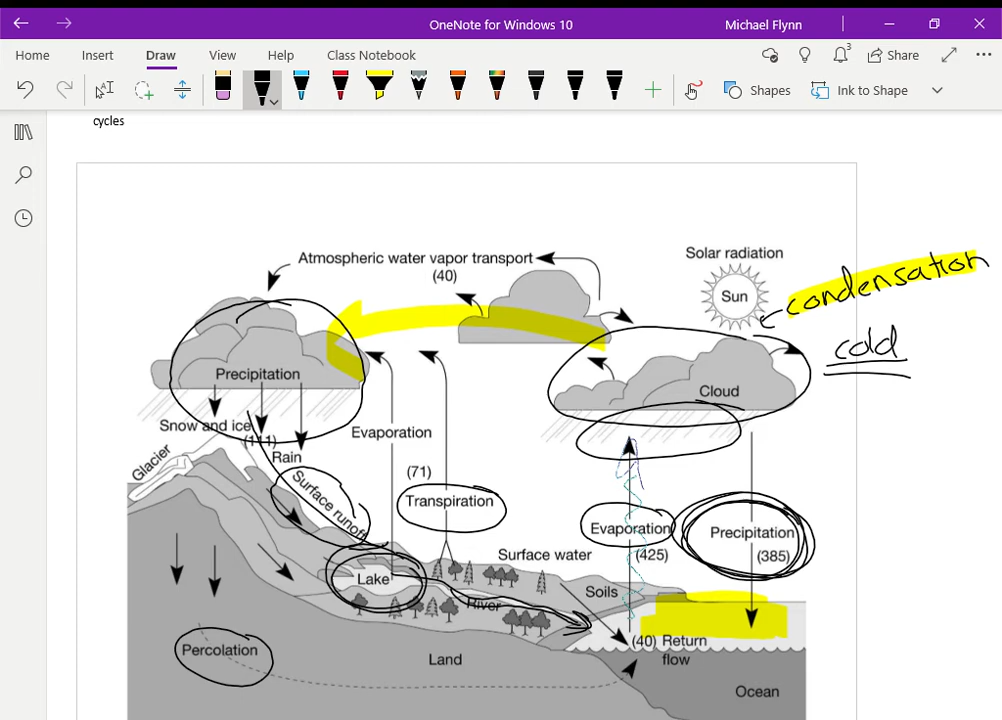 OneNote for Windows 10
Michael Flynn
Home
Insert
Draw
View
Help
Class Notebook
3
Share
Shapes
Ink to Shape
cycles
Atmospheric water vapor transport
(40)
Solar radiation
Sun
condensation
cold
Precipitation
Cloud
Snow and ice
(111)
Rain
Evaporation
(71)
Transpiration
Glacier
Surface runoff
Evaporation
(425)
Precipitation
(385)
Surface water
Lake
Soils
River
(40) Return
flow
Percolation
Land
Ocean